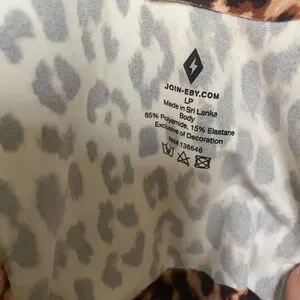 JOIN-EBY.COM
LP
Made in Sri Lanka
Body
85% Polyamide, 15% Elastane
Exclusive of Decoration
RN# 136646